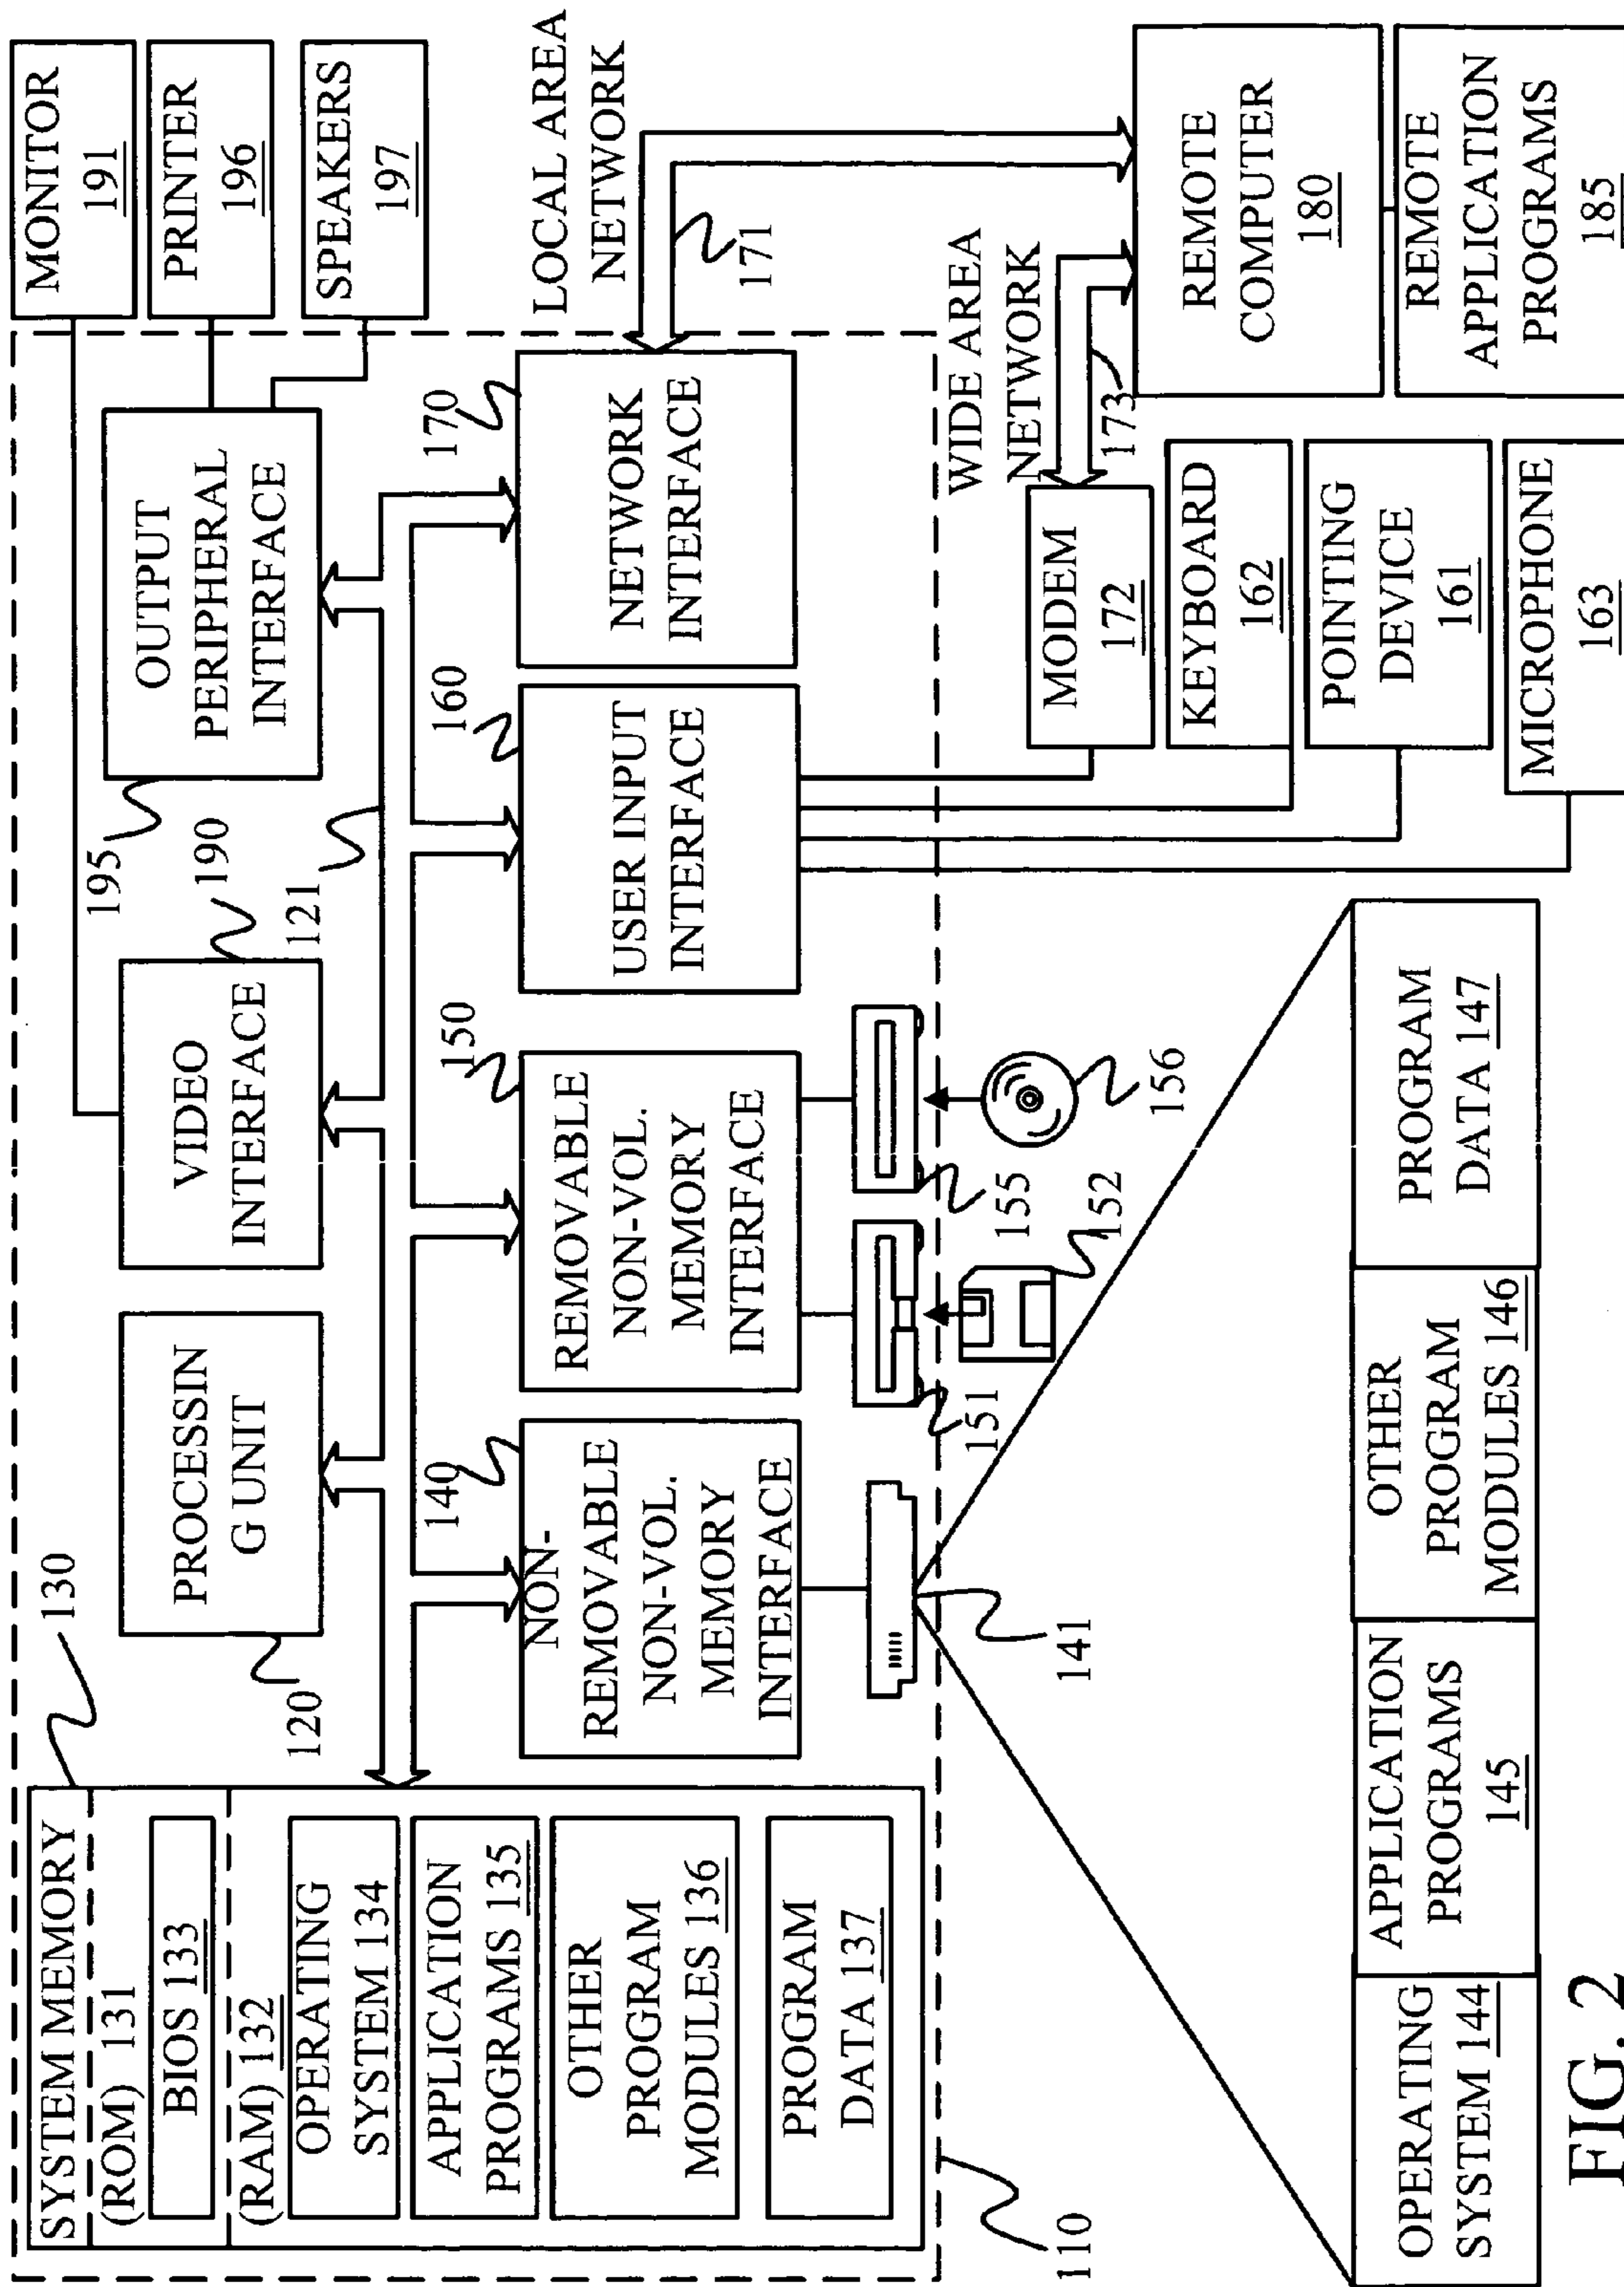 SYSTEM MEMORY
(ROM) 131
BIOS 133
(RAM) 132
OPERATING
SYSTEM 134
APPLICATION
PROGRAMS 135
OTHER
PROGRAM
MODULES 136
PROGRAM
DATA 137
130
110
PROCESSIN
G UNIT
120
VIDEO
INTERFACE
190
121
OUTPUT
PERIPHERAL
INTERFACE
195
MONITOR
191
PRINTER
196
SPEAKERS
197
NON-
REMOVABLE
NON-VOL.
MEMORY
INTERFACE
140
REMOVABLE
NON-VOL.
MEMORY
INTERFACE
150
USER INPUT
INTERFACE
160
NETWORK
INTERFACE
170
LOCAL AREA
NETWORK
171
WIDE AREA
NETWORK
173
141
151
152
155
156
MODEM
172
KEYBOARD
162
POINTING
DEVICE
161
MICROPHONE
163
REMOTE
COMPUTER
180
REMOTE
APPLICATION
PROGRAMS
185
OPERATING
SYSTEM 144
APPLICATION
PROGRAMS
145
OTHER
PROGRAM
MODULES 146
PROGRAM
DATA 147
FIG. 2